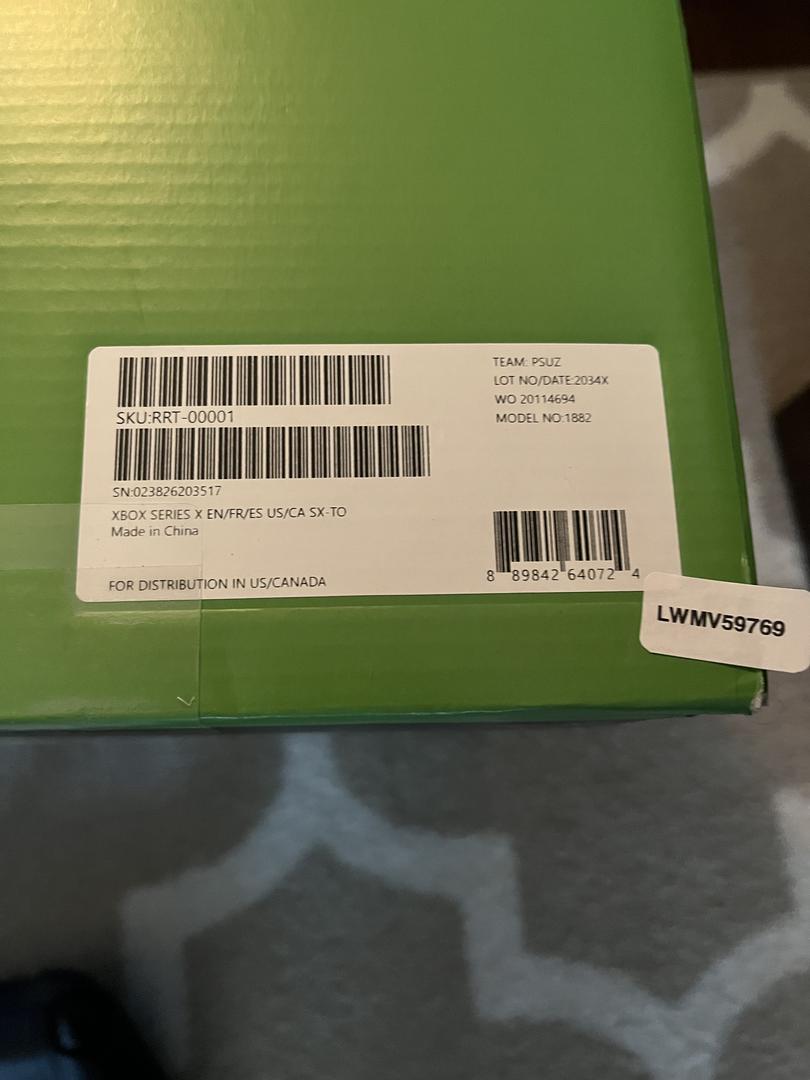 SKU:RRT-00001
SN:023826203517
XBOX SERIES X EN/FR/ES US/CA SX-TO
Made in China
FOR DISTRIBUTION IN US/CANADA
TEAM: PSUZ
LOT NO/DATE:2034X
WO 20114694
MODEL NO:1882
8 89842 64072 4
LWMV59769